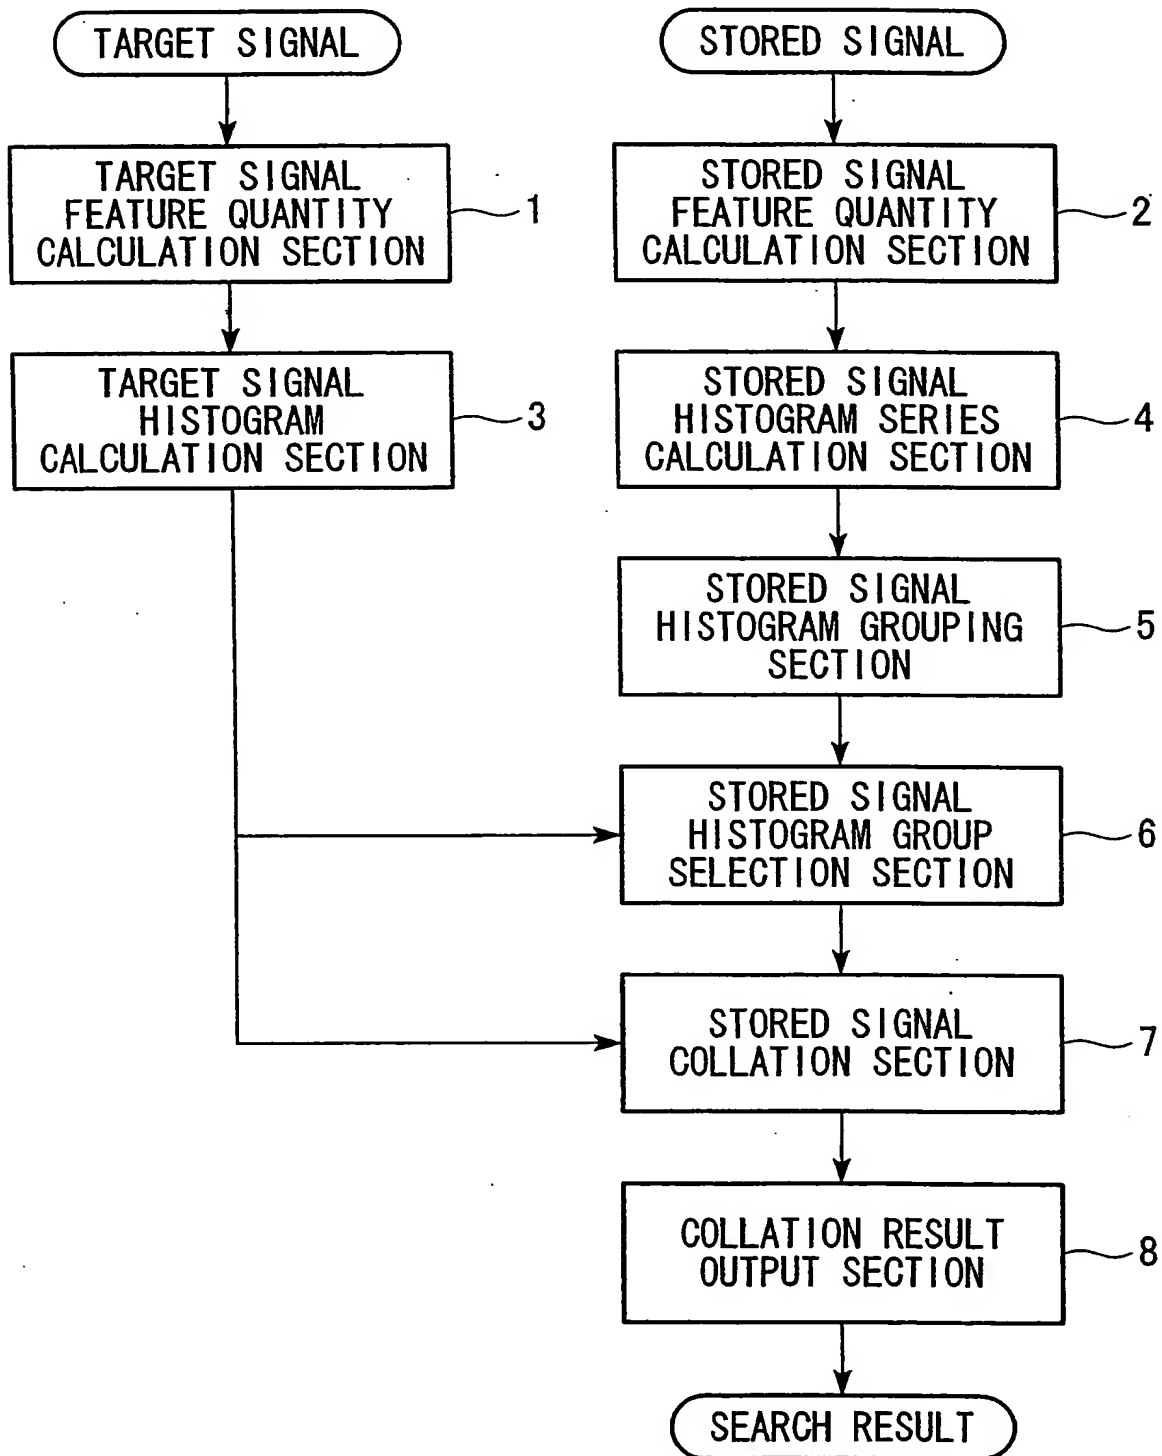 TARGET SIGNAL
STORED SIGNAL
TARGET SIGNAL
FEATURE QUANTITY
CALCULATION SECTION
1
STORED SIGNAL
FEATURE QUANTITY
CALCULATION SECTION
2
TARGET SIGNAL
HISTOGRAM
CALCULATION SECTION
3
STORED SIGNAL
HISTOGRAM SERIES
CALCULATION SECTION
4
STORED SIGNAL
HISTOGRAM GROUPING
SECTION
5
STORED SIGNAL
HISTOGRAM GROUP
SELECTION SECTION
6
STORED SIGNAL
COLLATION SECTION
7
COLLATION RESULT
OUTPUT SECTION
8
SEARCH RESULT